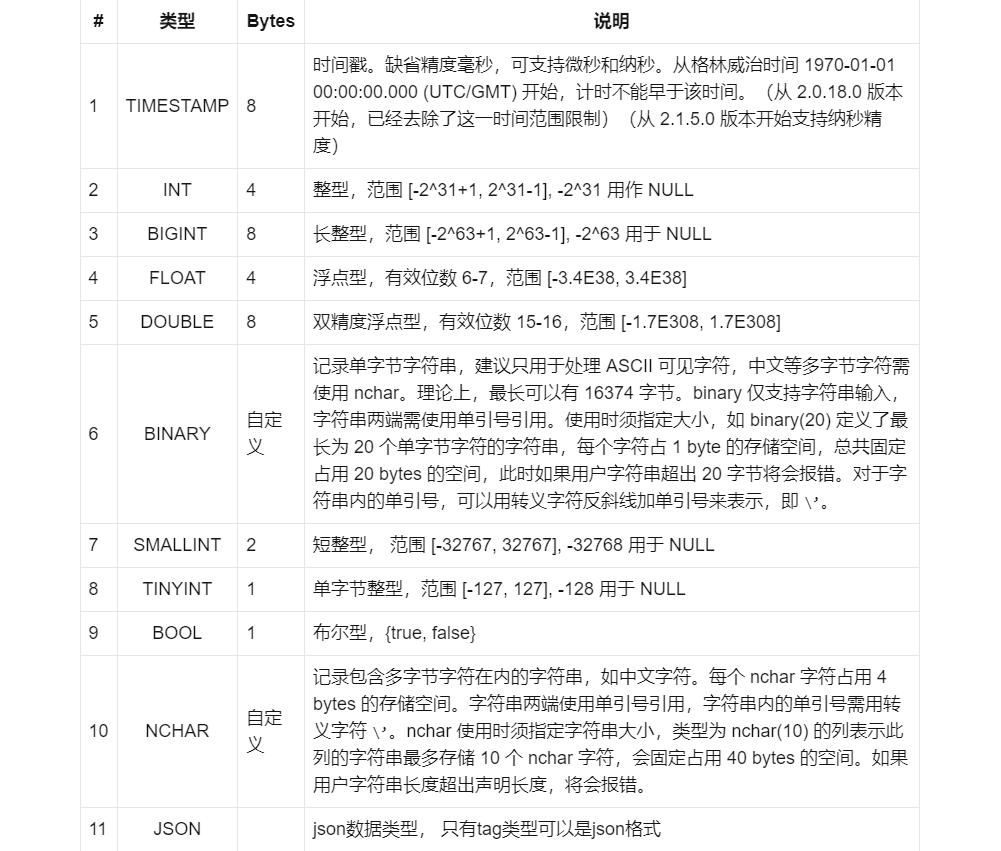 # 类型 Bytes 说明
时间戳。缺省精度毫秒，可支持微秒和纳秒。从格林威治时间 1970-01-01
00:00:00.000 (UTC/GMT) 开始，计时不能早于该时间。（从 2.0.18.0 版本
1 TIMESTAMP 8
开始，已经去除了这一时间范围限制）（从 2.1.5.0 版本开始支持纳秒精
度）
2 INT 4 整型，范围 [-2^31+1, 2^31-1], -2^31 用作 NULL
3 BIGINT 8 长整型，范围 [-2^63+1, 2^63-1], -2^63 用于 NULL
4 FLOAT 4 浮点型，有效位数 6-7，范围 [-3.4E38, 3.4E38]
5 DOUBLE 8 双精度浮点型，有效位数 15-16，范围 [-1.7E308, 1.7E308]
6 BINARY 自定
义
记录单字节字符串，建议只用于处理 ASCII 可见字符，中文等多字节字符需
使用 nchar。理论上，最长可以有 16374 字节。binary 仅支持字符串输入，
字符串两端需使用单引号引用。使用时须指定大小，如 binary(20) 定义了最
长为 20 个单字节字符的字符串，每个字符占 1 byte 的存储空间，总共固定
占用 20 bytes 的空间，此时如果用户字符串超出 20 字节将会报错。对于字
符串内的单引号，可以用转义字符反斜线加单引号来表示，即 \’。
7 SMALLINT 2 短整型， 范围 [-32767, 32767], -32768 用于 NULL
8 TINYINT 1 单字节整型，范围 [-127, 127], -128 用于 NULL
9 BOOL 1 布尔型，{true, false}
10 NCHAR 自定
义
记录包含多字节字符在内的字符串，如中文字符。每个 nchar 字符占用 4
bytes 的存储空间。字符串两端使用单引号引用，字符串内的单引号需用转
义字符 \’。nchar 使用时须指定字符串大小，类型为 nchar(10) 的列表示此
列的字符串最多存储 10 个 nchar 字符，会固定占用 40 bytes 的空间。如果
用户字符串长度超出声明长度，将会报错。
11 JSON json数据类型， 只有tag类型可以是json格式